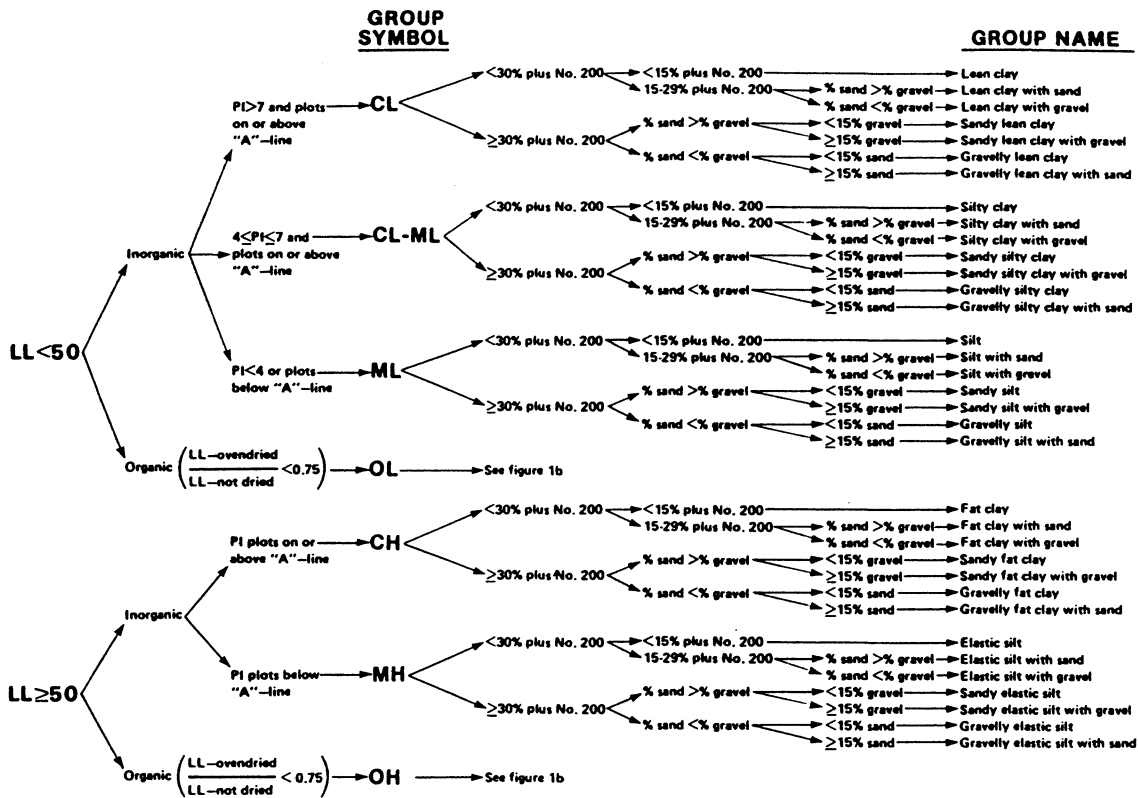 GROUP SYMBOL
GROUP NAME
LL<50
Inorganic
PI>7 and plots on or above "A"—line
CL
<30% plus No. 200
<15% plus No. 200
Lean clay
15-29% plus No. 200
% sand >% gravel
Lean clay with sand
% sand <% gravel
Lean clay with gravel
≥30% plus No. 200
% sand >% gravel
<15% gravel
Sandy lean clay
≥15% gravel
Sandy lean clay with gravel
% sand <% gravel
<15% sand
Gravelly lean clay
≥15% sand
Gravelly lean clay with sand
4≤PI≤7 and plots on or above "A"—line
CL-ML
<30% plus No. 200
<15% plus No. 200
Silty clay
15-29% plus No. 200
% sand >% gravel
Silty clay with sand
% sand <% gravel
Silty clay with gravel
≥30% plus No. 200
% sand >% gravel
<15% gravel
Sandy silty clay
≥15% gravel
Sandy silty clay with gravel
% sand <% gravel
<15% sand
Gravelly silty clay
≥15% sand
Gravelly silty clay with sand
PI<4 or plots below "A"—line
ML
<30% plus No. 200
<15% plus No. 200
Silt
15-29% plus No. 200
% sand >% gravel
Silt with sand
% sand <% gravel
Silt with gravel
≥30% plus No. 200
% sand >% gravel
<15% gravel
Sandy silt
≥15% gravel
Sandy silt with gravel
% sand <% gravel
<15% sand
Gravelly silt
≥15% sand
Gravelly silt with sand
Organic (LL—ovendried / LL—not dried <0.75)
OL
See figure 1b
LL≥50
Inorganic
PI plots on or above "A"—line
CH
<30% plus No. 200
<15% plus No. 200
Fat clay
15-29% plus No. 200
% sand >% gravel
Fat clay with sand
% sand <% gravel
Fat clay with gravel
≥30% plus No. 200
% sand >% gravel
<15% gravel
Sandy fat clay
≥15% gravel
Sandy fat clay with gravel
% sand <% gravel
<15% sand
Gravelly fat clay
≥15% sand
Gravelly fat clay with sand
PI plots below "A"—line
MH
<30% plus No. 200
<15% plus No. 200
Elastic silt
15-29% plus No. 200
% sand >% gravel
Elastic silt with sand
% sand <% gravel
Elastic silt with gravel
≥30% plus No. 200
% sand >% gravel
<15% gravel
Sandy elastic silt
≥15% gravel
Sandy elastic silt with gravel
% sand <% gravel
<15% sand
Gravelly elastic silt
≥15% sand
Gravelly elastic silt with sand
Organic (LL—ovendried / LL—not dried <0.75)
OH
See figure 1b